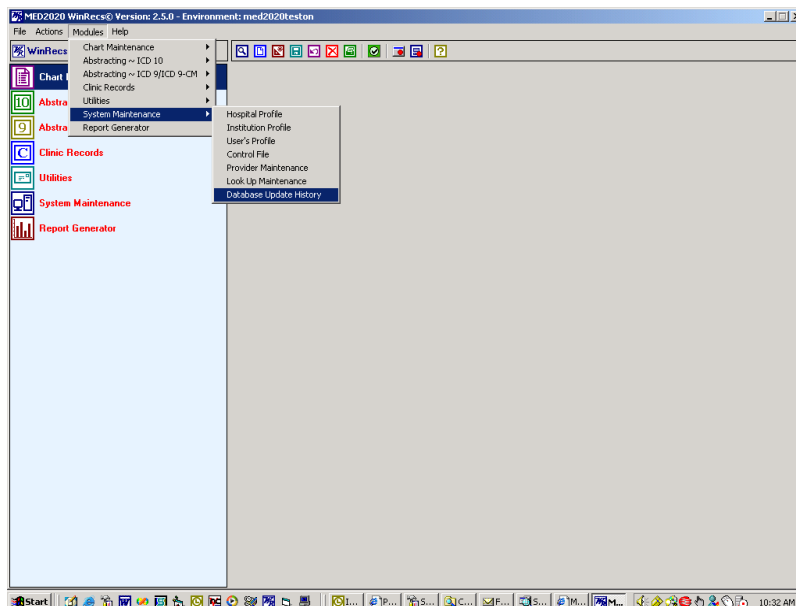 MED2020 WinRecs© Version: 2.5.0 - Environment: med2020teston
File Actions Modules Help
WinRecs
Chart Maintenance
Abstracting ~ ICD 10
Abstracting ~ ICD 9/ICD 9-CM
Clinic Records
Utilities
System Maintenance
Report Generator
Hospital Profile
Institution Profile
User's Profile
Control File
Provider Maintenance
Look Up Maintenance
Database Update History
Chart
10 Abstra
9 Abstra
C Clinic Records
Utilities
System Maintenance
Report Generator
Start I... P... S... C... F... S... M... M... 10:32 AM